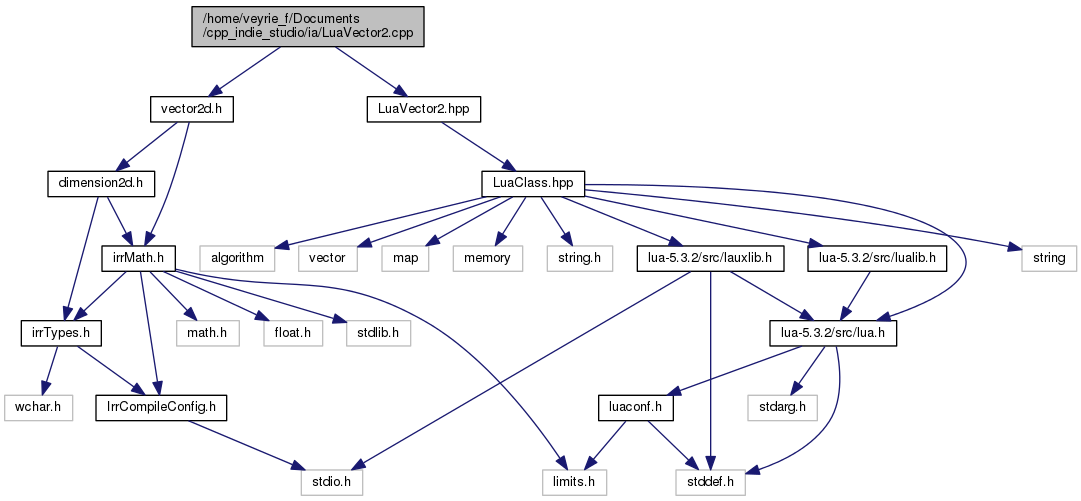 /home/veyrie_f/Documents
/cpp_indie_studio/ia/LuaVector2.cpp
vector2d.h
LuaVector2.hpp
dimension2d.h
LuaClass.hpp
irrMath.h
algorithm
vector
map
memory
string.h
lua-5.3.2/src/lauxlib.h
lua-5.3.2/src/lualib.h
string
irrTypes.h
math.h
float.h
stdlib.h
lua-5.3.2/src/lua.h
wchar.h
IrrCompileConfig.h
luaconf.h
stdarg.h
stdio.h
limits.h
stddef.h